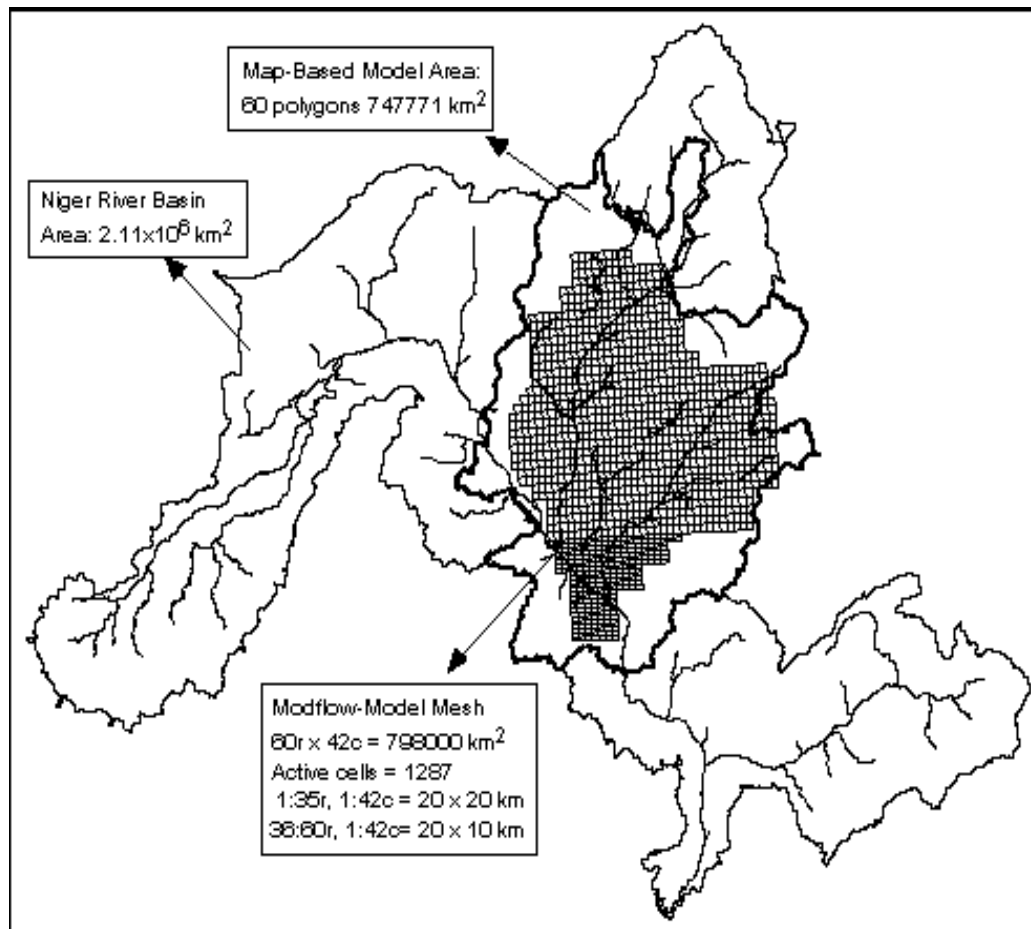 Map-Based Model Area:
60 polygons 747771 km²
Niger River Basin
Area: 2.11x10⁶ km²
Modflow-Model Mesh
60r x 42c = 798000 km²
Active cells = 1287
1:35r, 1:42c = 20 x 20 km
36:60r, 1:42c= 20 x 10 km